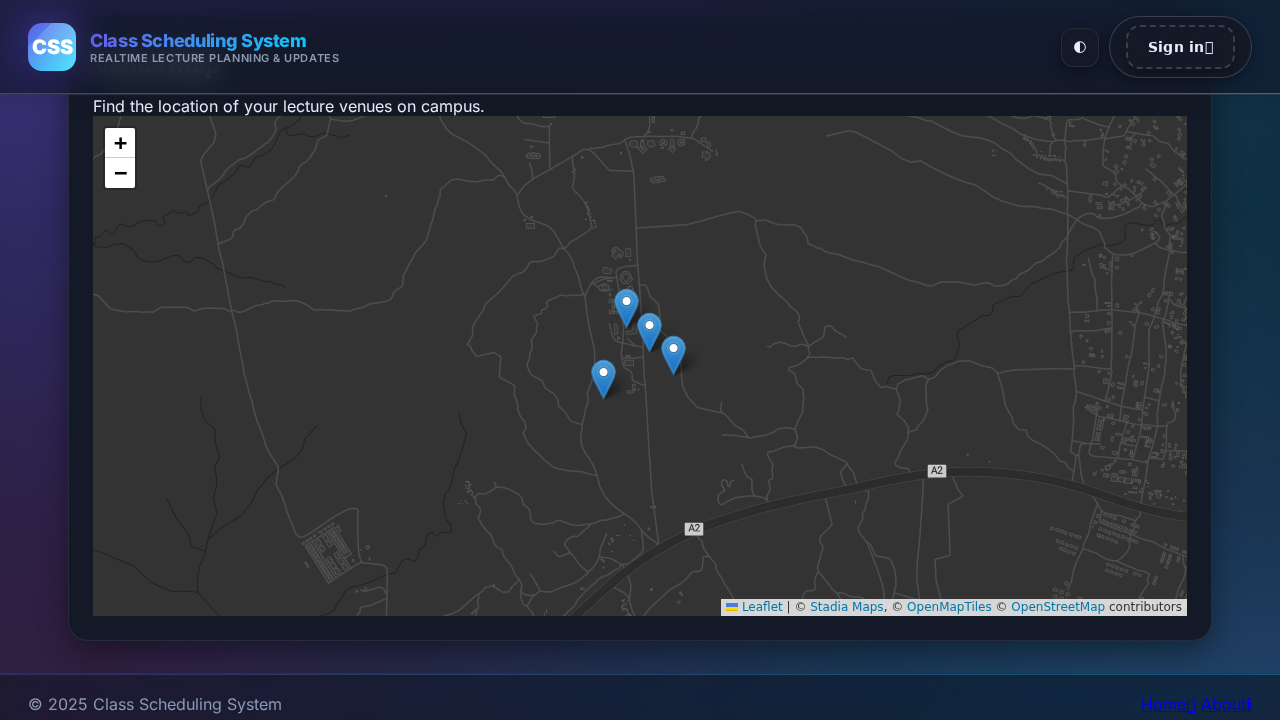 CSS
Class Scheduling System
REALTIME LECTURE PLANNING & UPDATES
Sign in
Find the location of your lecture venues on campus.
+
−
A2
A2
Leaflet | © Stadia Maps, © OpenMapTiles © OpenStreetMap contributors
© 2025 Class Scheduling System
Home About